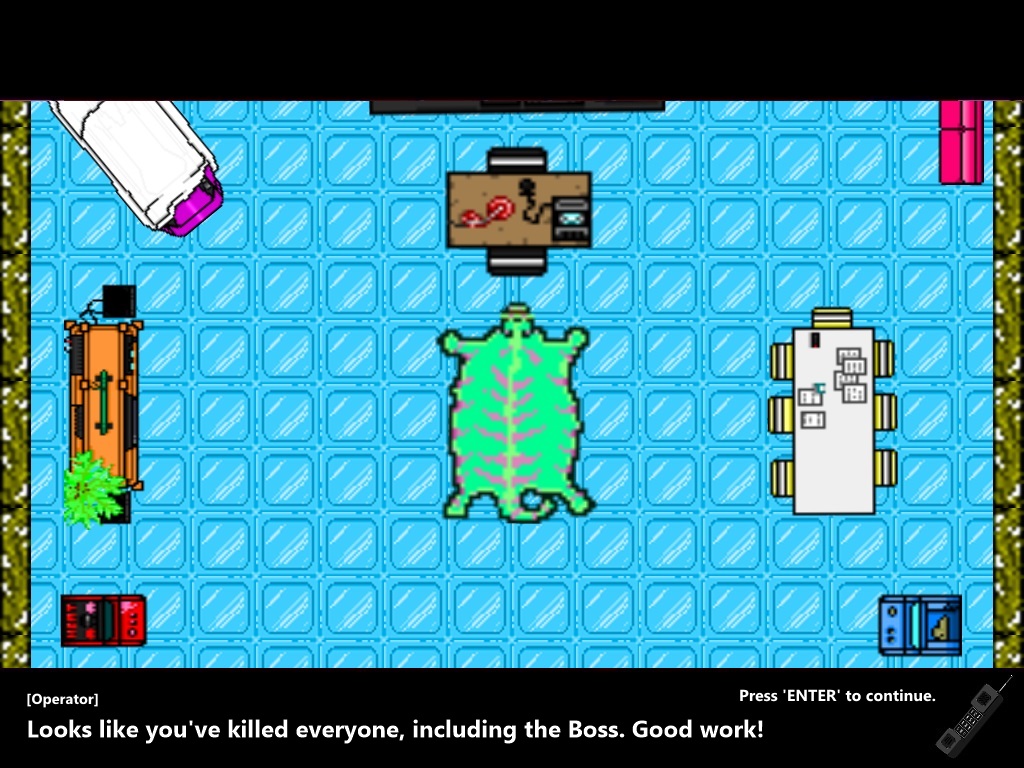 Press 'ENTER' to continue.
[Operator]
Looks like you've killed everyone, including the Boss. Good work!